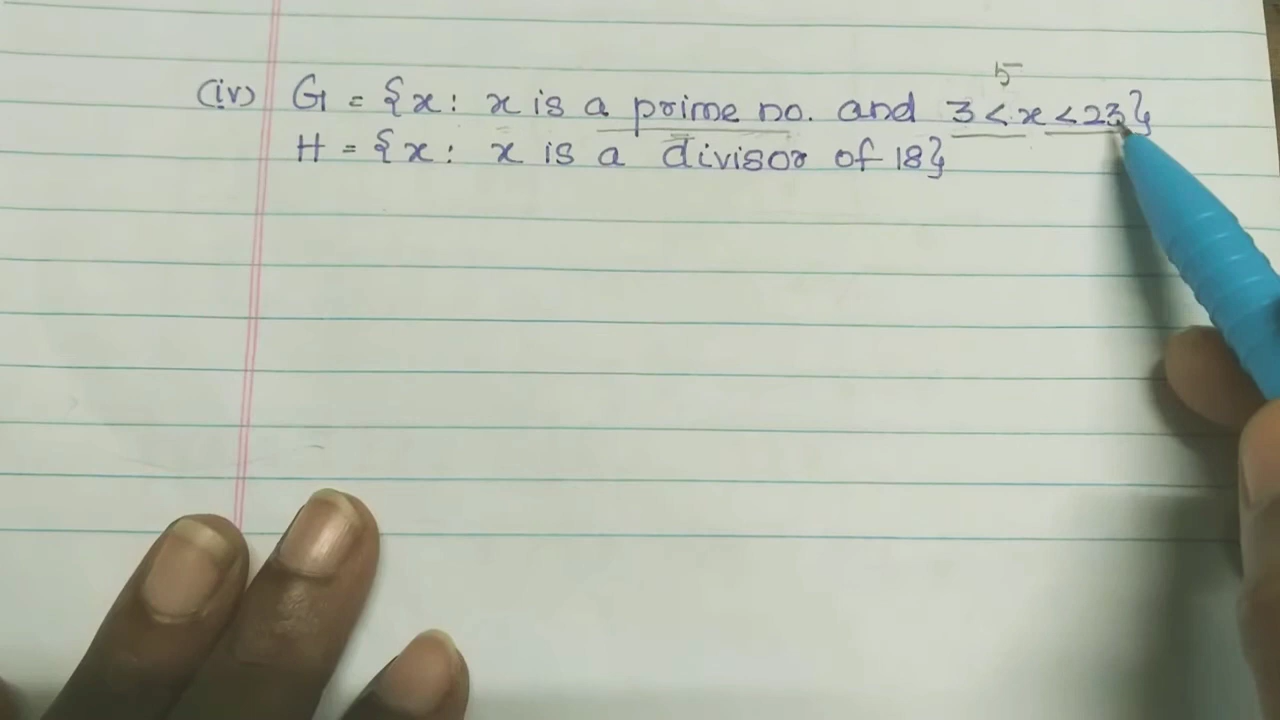 5
(iv) G = {x : x is a prime no. and 3 < x < 23}
H = {x : x is a divisor of 18}